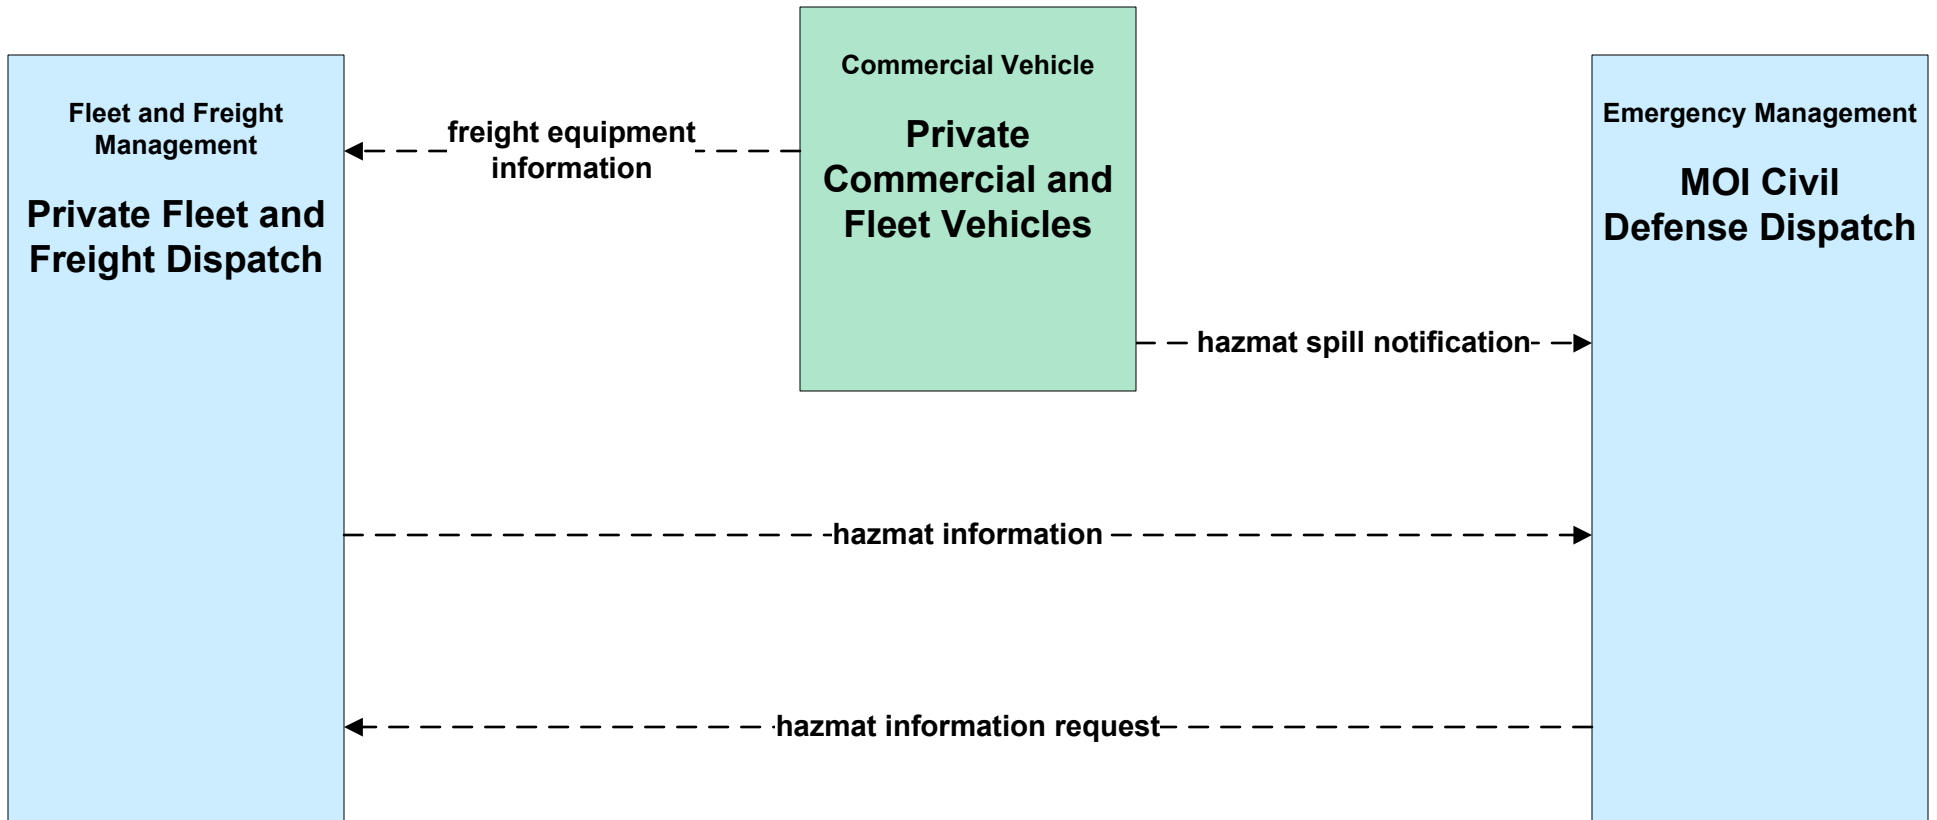 Fleet and Freight
Management
Private Fleet and
Freight Dispatch
freight equipment
information
Commercial Vehicle
Private
Commercial and
Fleet Vehicles
Emergency Management
MOI Civil
Defense Dispatch
hazmat spill notification
hazmat information
hazmat information request